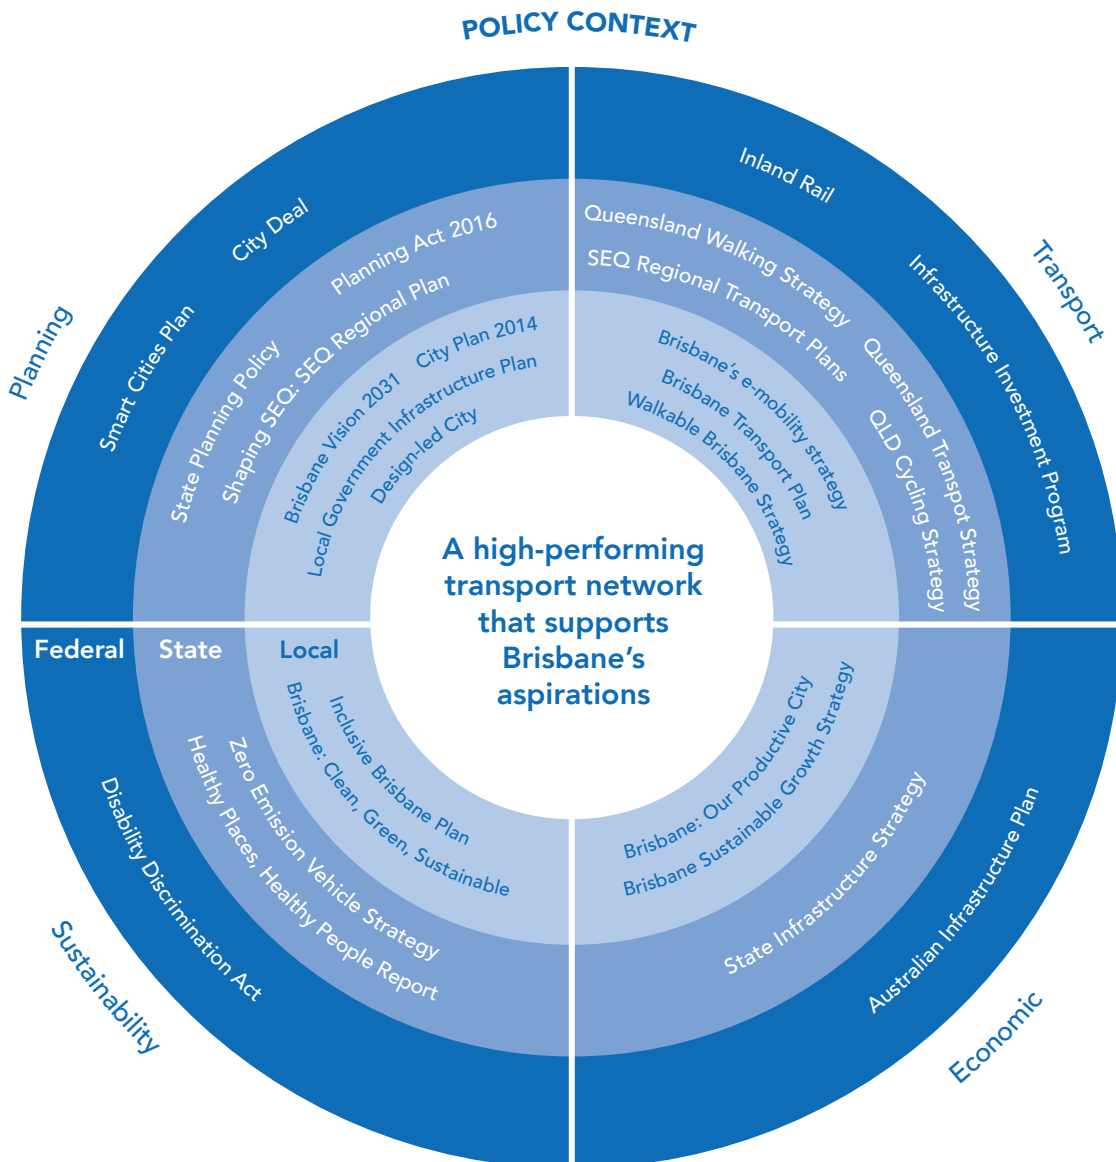 POLICY CONTEXT
Planning
City Deal
Smart Cities Plan
Planning Act 2016
State Planning Policy
Shaping SEQ: SEQ Regional Plan
City Plan 2014
Brisbane Vision 2031
Local Government Infrastructure Plan
Design-led City
Transport
Inland Rail
Infrastructure Investment Program
Queensland Walking Strategy
SEQ Regional Transport Plans
Queensland Transpot Strategy
QLD Cycling Strategy
Brisbane’s e-mobility strategy
Brisbane Transport Plan
Walkable Brisbane Strategy
A high-performing
transport network
that supports
Brisbane’s
aspirations
Federal
State
Local
Inclusive Brisbane Plan
Brisbane: Clean, Green, Sustainable
Zero Emission Vehicle Strategy
Healthy Places, Healthy People Report
Disability Discrimination Act
Sustainability
Brisbane: Our Productive City
Brisbane Sustainable Growth Strategy
State Infrastructure Strategy
Australian Infrastructure Plan
Economic